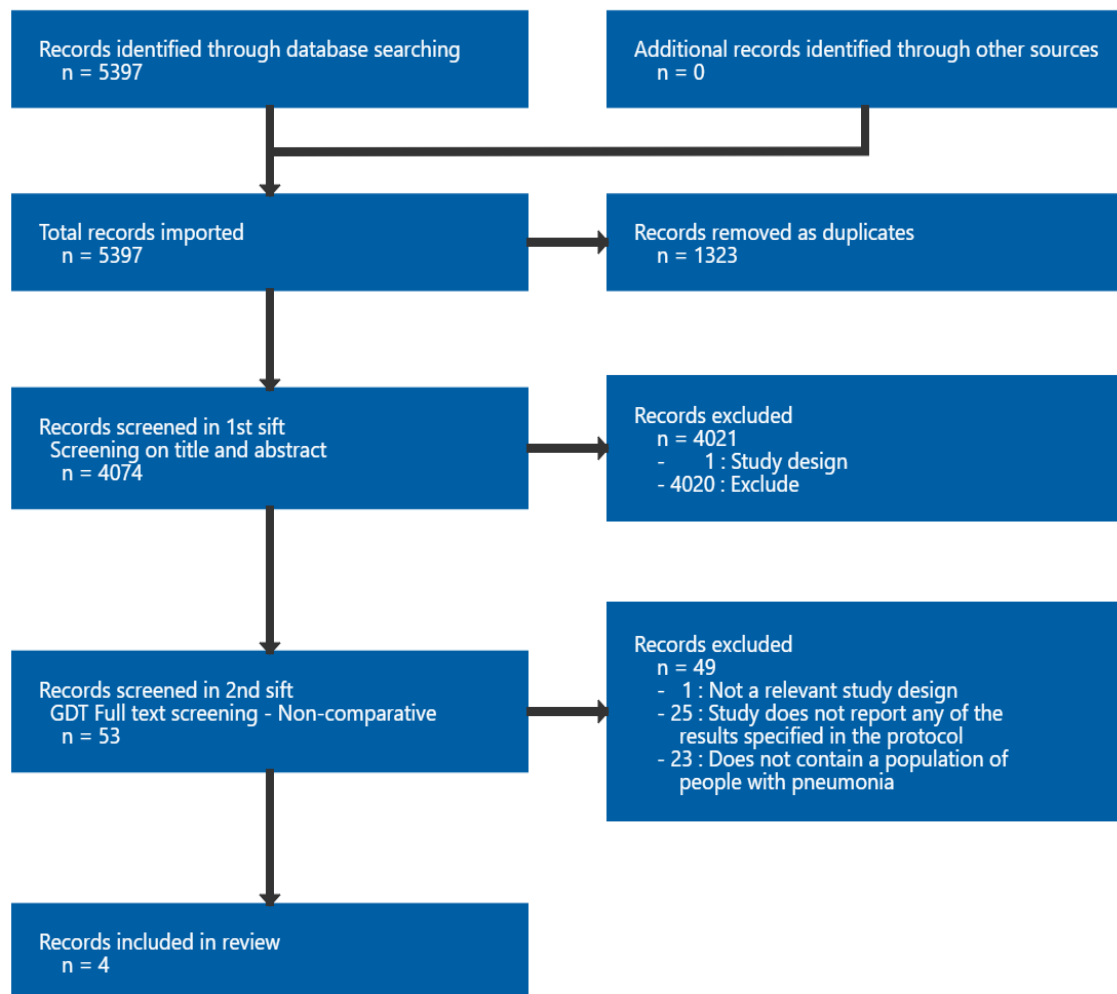 Records identified through database searching
n = 5397
Additional records identified through other sources
n = 0
Total records imported
n = 5397
Records removed as duplicates
n = 1323
Records screened in 1st sift
Screening on title and abstract
n = 4074
Records excluded
n = 4021
- 1 : Study design
- 4020 : Exclude
Records screened in 2nd sift
GDT Full text screening - Non-comparative
n = 53
Records excluded
n = 49
- 1 : Not a relevant study design
- 25 : Study does not report any of the
results specified in the protocol
- 23 : Does not contain a population of
people with pneumonia
Records included in review
n = 4